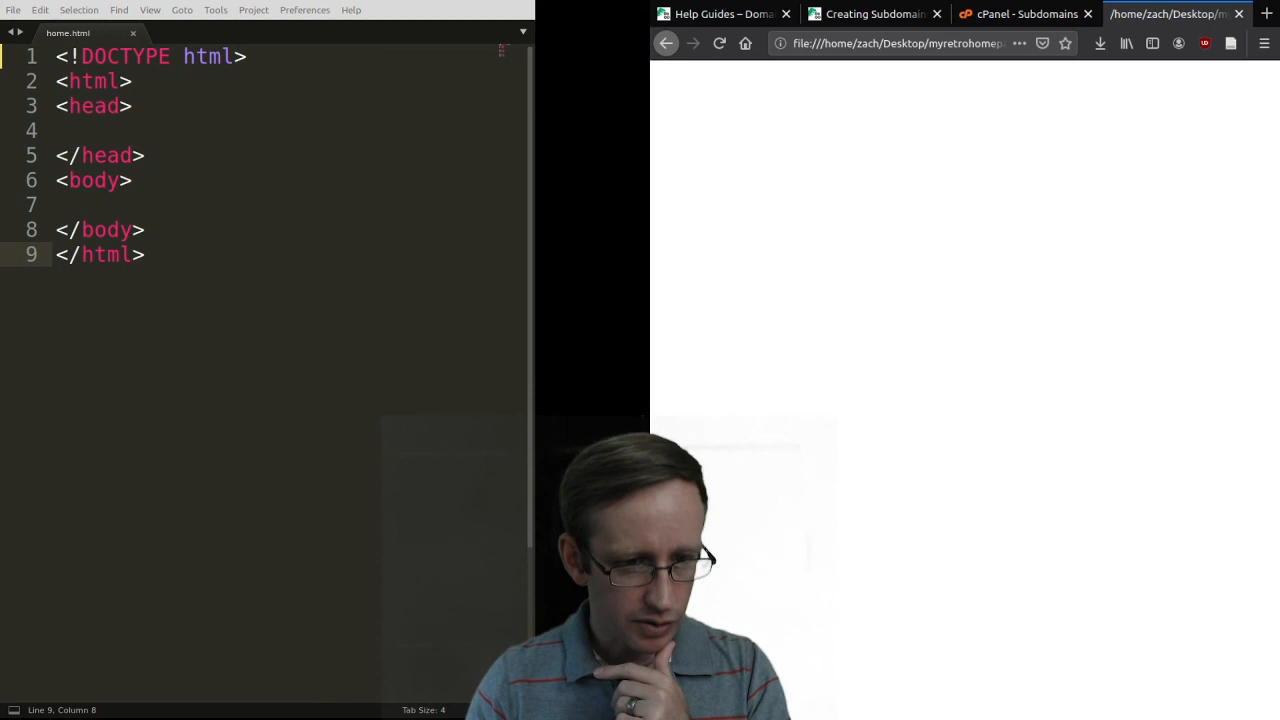 File Edit Selection Find View Goto Tools Project Preferences Help
home.html
1 <!DOCTYPE html>
2 <html>
3 <head>
4
5 </head>
6 <body>
7
8 </body>
9 </html>
Line 9, Column 8
Tab Size: 4
Help Guides – Doma
Creating Subdomain
cPanel - Subdomains
/home/zach/Desktop/m
file:///home/zach/Desktop/myretrohomepa